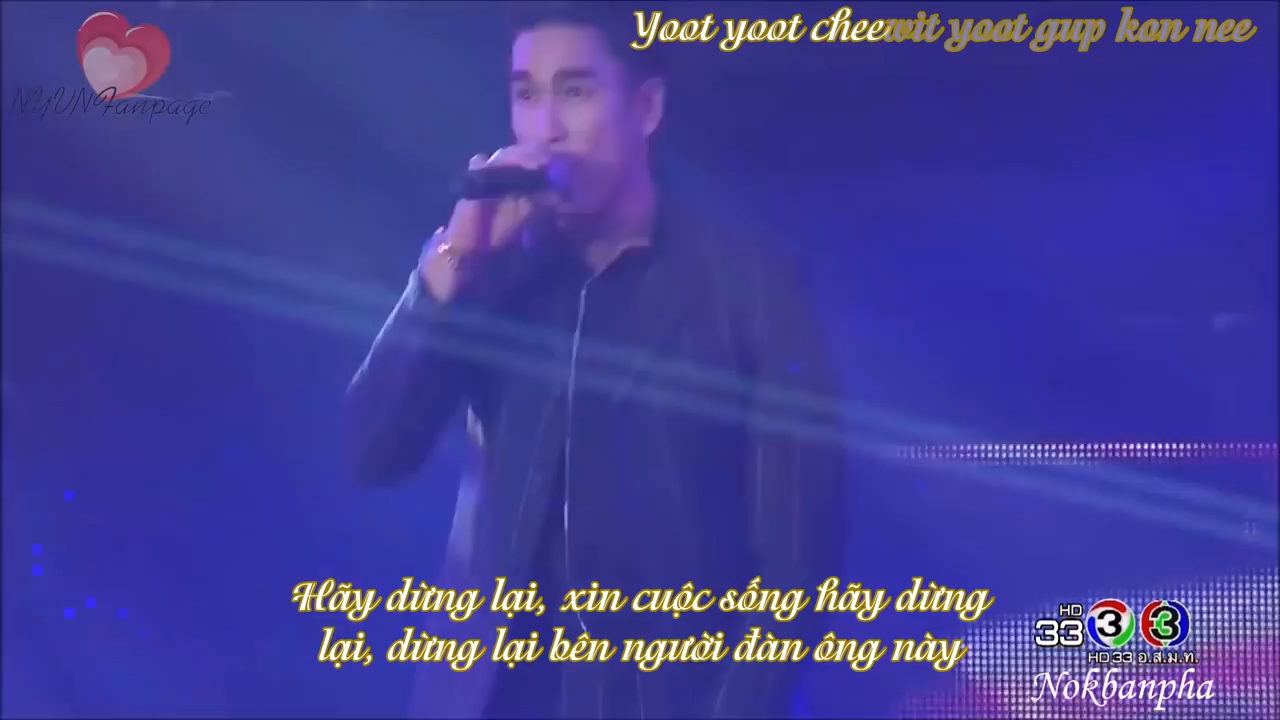 Yoot yoot cheewit yoot gup kon nee
NYVNFanpage
Hãy dừng lại, xin cuộc sống hãy dừng
lại, dừng lại bên người đàn ông này
HD
33 3 3
HD 33 อ.ส.ม.ท.
Nokbanpha